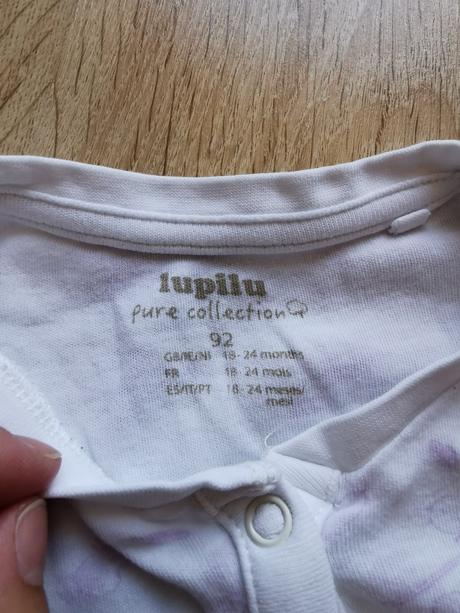 lupilu
pure collection
92
GB/IE/NI 18-24 months
FR 18-24 mois
ES/IT/PT 18-24 meses/
mesi